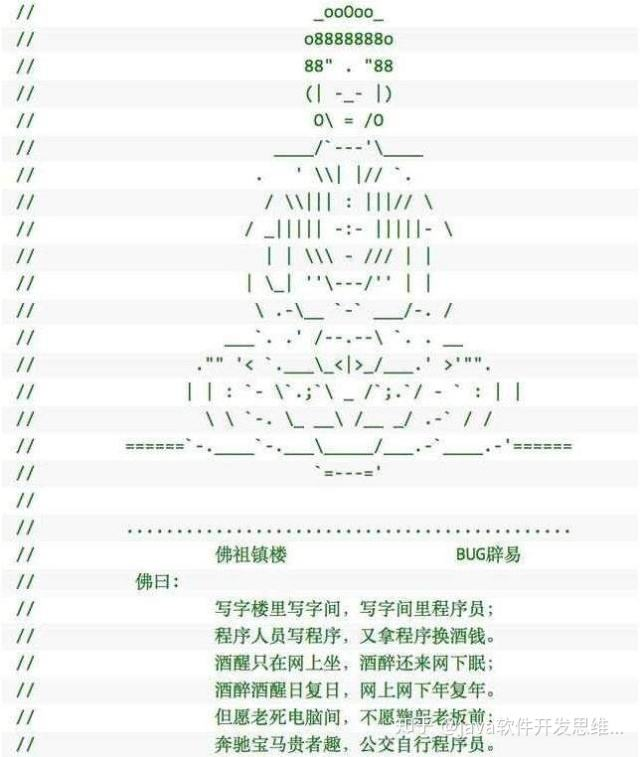 //                            _ooOoo_
//                           o8888888o
//                           88" . "88
//                           (| -_- |)
//                            O\ = /O
//                        ____/`---'\____
//                      .   ' \\| |// `.
//                       / \\||| : |||// \
//                     / _||||| -:- |||||- \
//                       | | \\\ - /// | |
//                     | \_| ''\---/'' | |
//                      \ .-\__ `-` ___/-. /
//                   ___`. .' /--.--\ `. . __
//                ."" '< `.___\_<|>_/___.' >'"".
//               | | : `- \`.;`\ _ /`;.`/ - ` : | |
//                 \ \ `-. \_ __\ /__ _/ .-` / /
//         ======`-.____`-.___\_____/___.-`____.-'======
//                            `=---='
//
//         .............................................
//                  佛祖镇楼                  BUG辟易
//          佛曰:
//                  写字楼里写字间，写字间里程序员；
//                  程序人员写程序，又拿程序换酒钱。
//                  酒醒只在网上坐，酒醉还来网下眠；
//                  酒醉酒醒日复日，网上网下年复年。
//                  但愿老死电脑间，不愿鞠躬老板前；
//                  奔驰宝马贵者趣，公交自行程序员。
知乎 @java软件开发思维...